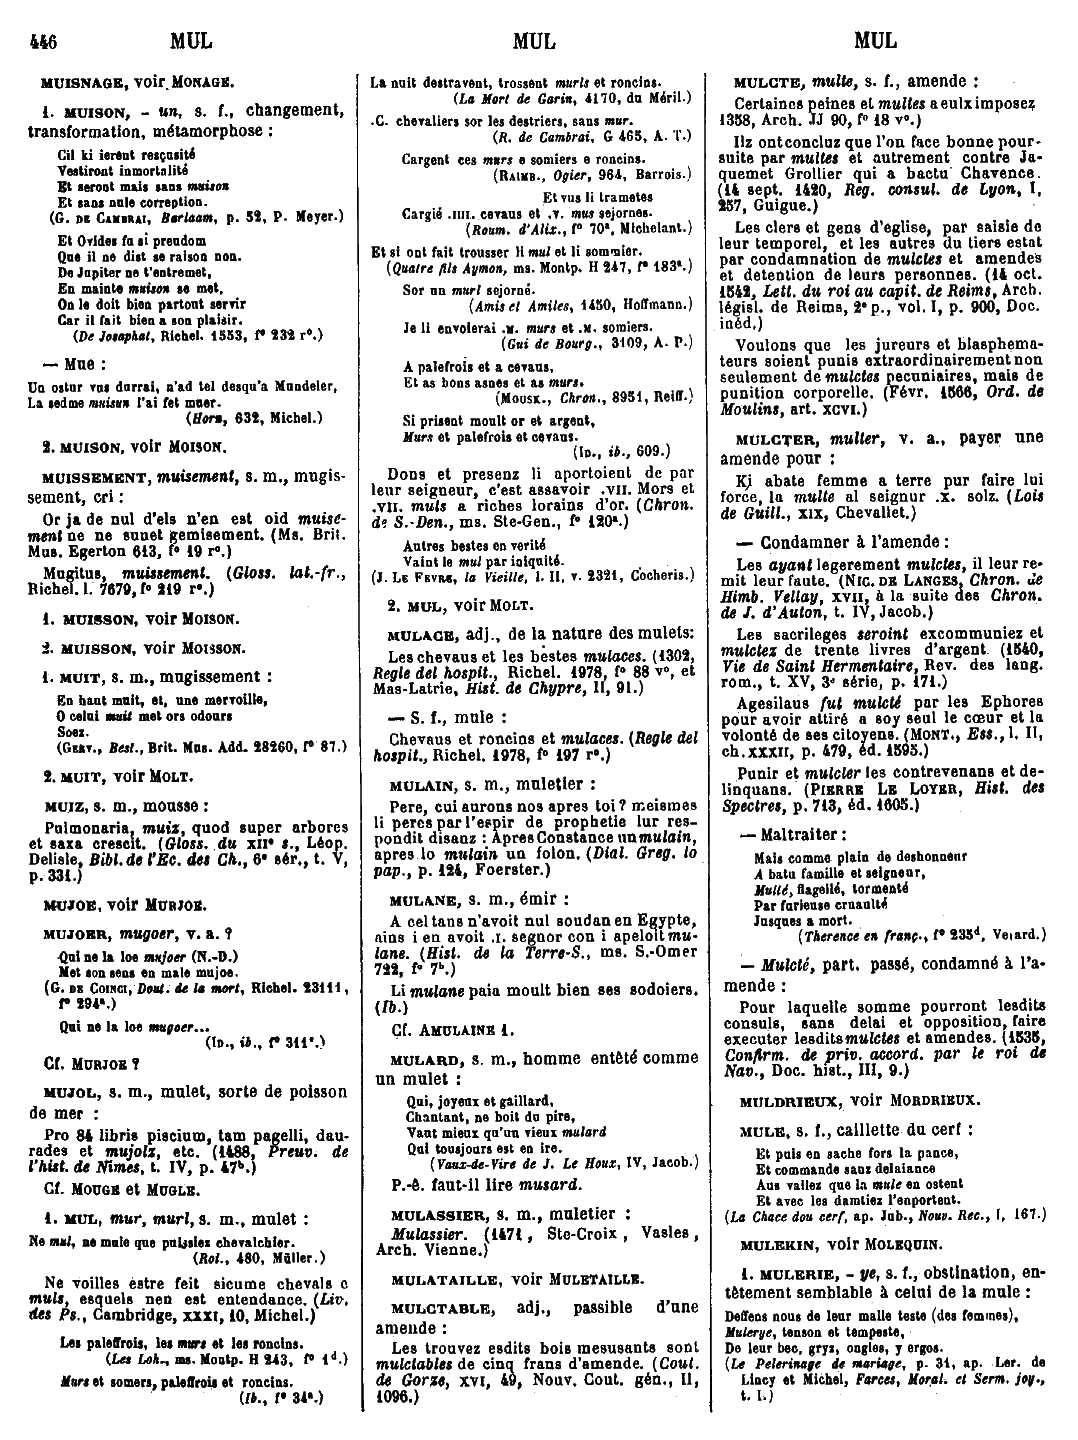 446 MUL MUL MUL
MUISNAGE, voir MONAGE.
1. MUISON, - un, s. f., changement,
transformation, métamorphose :
Cil ki ierent resçusité
Vestiront inmortalité
Et seront mais sans muison
Et sans nule correption.
(G. DE CAMBRAI, Barlaam, p. 52, P. Meyer.)
Et Ovides fu si preudom
Que il ne dist se raison non.
De Jupiter ne t'entremet,
En mainte muison se met,
On le doit bien partout servir
Car il fait bien a son plaisir.
(De Josaphat, Richel. 1553, f° 232 r°.)
— Mue :
Un ostur vus durrai, n'ad tel desqu'a Mundeler,
La sedme muisun l'ai fet muer.
(Horn, 632, Michel.)
2. MUISON, voir MOISON.
MUISSEMENT, muisement, s. m., mugis-
sement, cri :
Or ja de nul d'els n'en est oid muise-
ment ne ne sunet gemisement. (Ms. Brit.
Mus. Egerton 613, f° 19 r°.)
Mugitus, muissement. (Gloss. lat.-fr.,
Richel. l. 7679, f° 219 r°.)
1. MUISSON, voir MOISON.
2. MUISSON, voir MOISSON.
1. MUIT, s. m., mugissement :
En haut muit, et, une mervoille,
O celui muit met ors odours
Soez.
(GERV., Best., Brit. Mus. Add. 28260, f° 87.)
2. MUIT, voir MOLT.
MUIZ, s. m., mousse :
Pulmonaria, muiz, quod super arbores
et saxa crescit. (Gloss. du XIIe s., Léop.
Delisle, Bibl. de l'Ec. des Ch., 6e sér., t. V,
p. 331.)
MUJOE, voir MURJOE.
MUJOER, mugoer, v. a. ?
Qui ne la loe mujoer (N.-D.)
Met son sens en male mujoe.
(G. DE COINCI, Dout. de la mort, Richel. 23111,
f° 294a.)
Qui ne la loe mugoer...
(ID., ib., f° 311e.)
Cf. MURJOE ?
MUJOL, s. m., mulet, sorte de poisson
de mer :
Pro 84 libris piscium, tam pagelli, dau-
rades et mujolz, etc. (1488, Preuv. de
l'hist. de Nimes, t. IV, p. 47b.)
Cf. MOUGE et MUGLE.
1. MUL, mur, murl, s. m., mulet :
Ne mul, ne mule que puissiez chevalchier.
(Rol., 480, Müller.)
Ne voilles estre feit sicume chevals e
muls, esquels nen est entendance. (Liv.
des Ps., Cambridge, XXXI, 10, Michel.)
Les paleffrois, les murs et les roncins.
(Les Loh., ms. Montp. H 243, f° 1d.)
Murs et somers, paleffrois et roncins.
(Ib., f° 34a.)
La nuit destravent, trossent murls et roncins.
(La Mort de Garin, 4170, du Méril.)
.C. chevaliers sor les destriers, sans mur.
(R. de Cambrai, G 465, A. T.)
Cargent ces murs e somiers e roncins.
(RAIMB., Ogier, 964, Barrois.)
Et vus li trametes
Cargié .IIII. cevaus et .V. mus sejornes.
(Roum. d'Alix., f° 70a, Michelant.)
Et si ont fait trousser li mul et li sommier.
(Quatre fils Aymon, ms. Montp. H 247, f° 183a.)
Sor un murl sejorné.
(Amis et Amiles, 1430, Hoffmann.)
Je li envolerai .M. murs et .M. somiers.
(Gui de Bourg., 3109, A. P.)
A palefrois et a cevaus,
Et as bons asnes et as murs.
(MOUSK., Chron., 8951, Reiff.)
Si prisent moult or et argent,
Murs et palefrois et cevaus.
(ID., ib., 609.)
Dons et presenz li aportoient de par
leur seigneur, c'est assavoir .VII. Mors et
.VII. muls a riches lorains d'or. (Chron.
de S.-Den., ms. Ste-Gen., f° 120a.)
Autres bestes en verité
Vaint le mul par iniquité.
(J. LE FEVRE, la Vieille, l. II, v. 2321, Cocheris.)
2. MUL, voir MOLT.
MULACE, adj., de la nature des mulets:
Les chevaus et les bestes mulaces. (1302,
Regle del hospit., Richel. 1978, f° 88 v°, et
Mas-Latrie, Hist. de Chypre, II, 91.)
— S. f., mule :
Chevaus et roncins et mulaces. (Regle del
hospit., Richel. 1978, f° 197 r°.)
MULAIN, s. m., muletier :
Pere, cui aurons nos apres toi ? meismes
li peres par l'espir de prophetie lur res-
pondit disanz : Apres Constance un mulain,
apres lo mulain un folon. (Dial. Greg. lo
pap., p. 124, Foerster.)
MULANE, s. m., émir :
A cel tans n'avoit nul soudan en Egypte,
ains i en avoit .I. segnor con i apeloit mu-
lane. (Hist. de la Terre-S., ms. S.-Omer
722, f° 7b.)
Li mulane paia moult bien ses sodoiers.
(Ib.)
Cf. AMULAINE 1.
MULARD, s. m., homme entêté comme
un mulet :
Qui, joyeux et gaillard,
Chantant, ne boit du pire,
Vaut mieux qu'un vieux mulard
Qui tousjours est en ire.
(Vaux-de-Vire de J. Le Houx, IV, Jacob.)
P.-ê. faut-il lire musard.
MULASSIER, s. m., muletier :
Mulassier. (1471, Ste-Croix, Vasles,
Arch. Vienne.)
MULATAILLE, voir MULETAILLE.
MULCTABLE, adj., passible d'une
amende :
Les trouvez esdits bois mesusants sont
mulctables de cinq frans d'amende. (Cout.
de Gorze, XVI, 49, Nouv. Cout. gén., II,
1096.)
MULCTE, multe, s. f., amende :
Certaines peines et multes a eulx imposez
1358, Arch. JJ 90, f° 18 v°.)
Ilz ont concluz que l'on face bonne pour-
suite par multes et autrement contre Ja-
quemet Grollier qui a bactu Chavence.
(14 sept. 1420, Reg. consul. de Lyon, I,
257, Guigue.)
Les clers et gens d'eglise, par saisie de
leur temporel, et les autres du tiers estat
par condamnation de mulctes et amendes
et detention de leurs personnes. (14 oct.
1542, Lett. du roi au capit. de Reims, Arch.
législ. de Reims, 2e p., vol. I, p. 900, Doc.
inéd.)
Voulons que les jureurs et blasphema-
teurs soient punis extraordinairement non
seulement de mulctes pecuniaires, mais de
punition corporelle. (Févr. 1566, Ord. de
Moulins, art. XCVI.)
MULCTER, multer, v. a., payer une
amende pour :
Ki abate femme a terre pur faire lui
force, la multe al seignur .X. solz. (Lois
de Guill., XIX, Chevallet.)
— Condamner à l'amende :
Les ayant legerement mulctes, il leur re-
mit leur faute. (NIC. DE LANGES, Chron. de
Himb. Vellay, XVII, à la suite des Chron.
de J. d'Auton, t. IV, Jacob.)
Les sacrileges seroint excommuniez et
mulctez de trente livres d'argent. (1540,
Vie de Saint Hermentaire, Rev. des lang.
rom., t. XV, 3e série, p. 171.)
Agesilaus fut mulcté par les Ephores
pour avoir attiré a soy seul le cœur et la
volonté de ses citoyens. (MONT., Ess., l. II,
ch. XXXII, p. 479, éd. 1595.)
Punir et mulcter les contrevenans et de-
linquans. (PIERRE LE LOYER, Hist. des
Spectres, p. 713, éd. 1605.)
— Maltraiter :
Mais comme plain de deshonneur
A batu famille et seigneur,
Multé, flagellé, tormenté
Par furieuse cruaulté
Jusques a mort.
(Therence en franç., f° 235d, Verard.)
— Mulcté, part. passé, condamné à l'a-
mende :
Pour laquelle somme pourront lesdits
consuls, sans delai et opposition, faire
executer lesdits mulctes et amendes. (1535,
Confirm. de priv. accord. par le roi de
Nav., Doc. hist., III, 9.)
MULDRIEUX, voir MORDRIEUX.
MULE, s. f., caillette du cerf :
Et puis en sache fors la pance,
Et commande sanz delaiance
Aus vallez que la mule en ostent
Et avec les damtiez l'enportent.
(La Chace dou cerf, ap. Jub., Nouv. Rec., I, 167.)
MULEKIN, voir MOLEQUIN.
1. MULERIE, - ye, s. f., obstination, en-
têtement semblable à celui de la mule :
Deffens nous de leur malle teste (des femmes),
Mulerye, tenson et tempeste,
De leur bec, gryz, ongles, y ergos.
(Le Pelerinage de mariage, p. 31, ap. Ler. de
Lincy et Michel, Farces, Moral. et Serm. joy.,
t. I.)